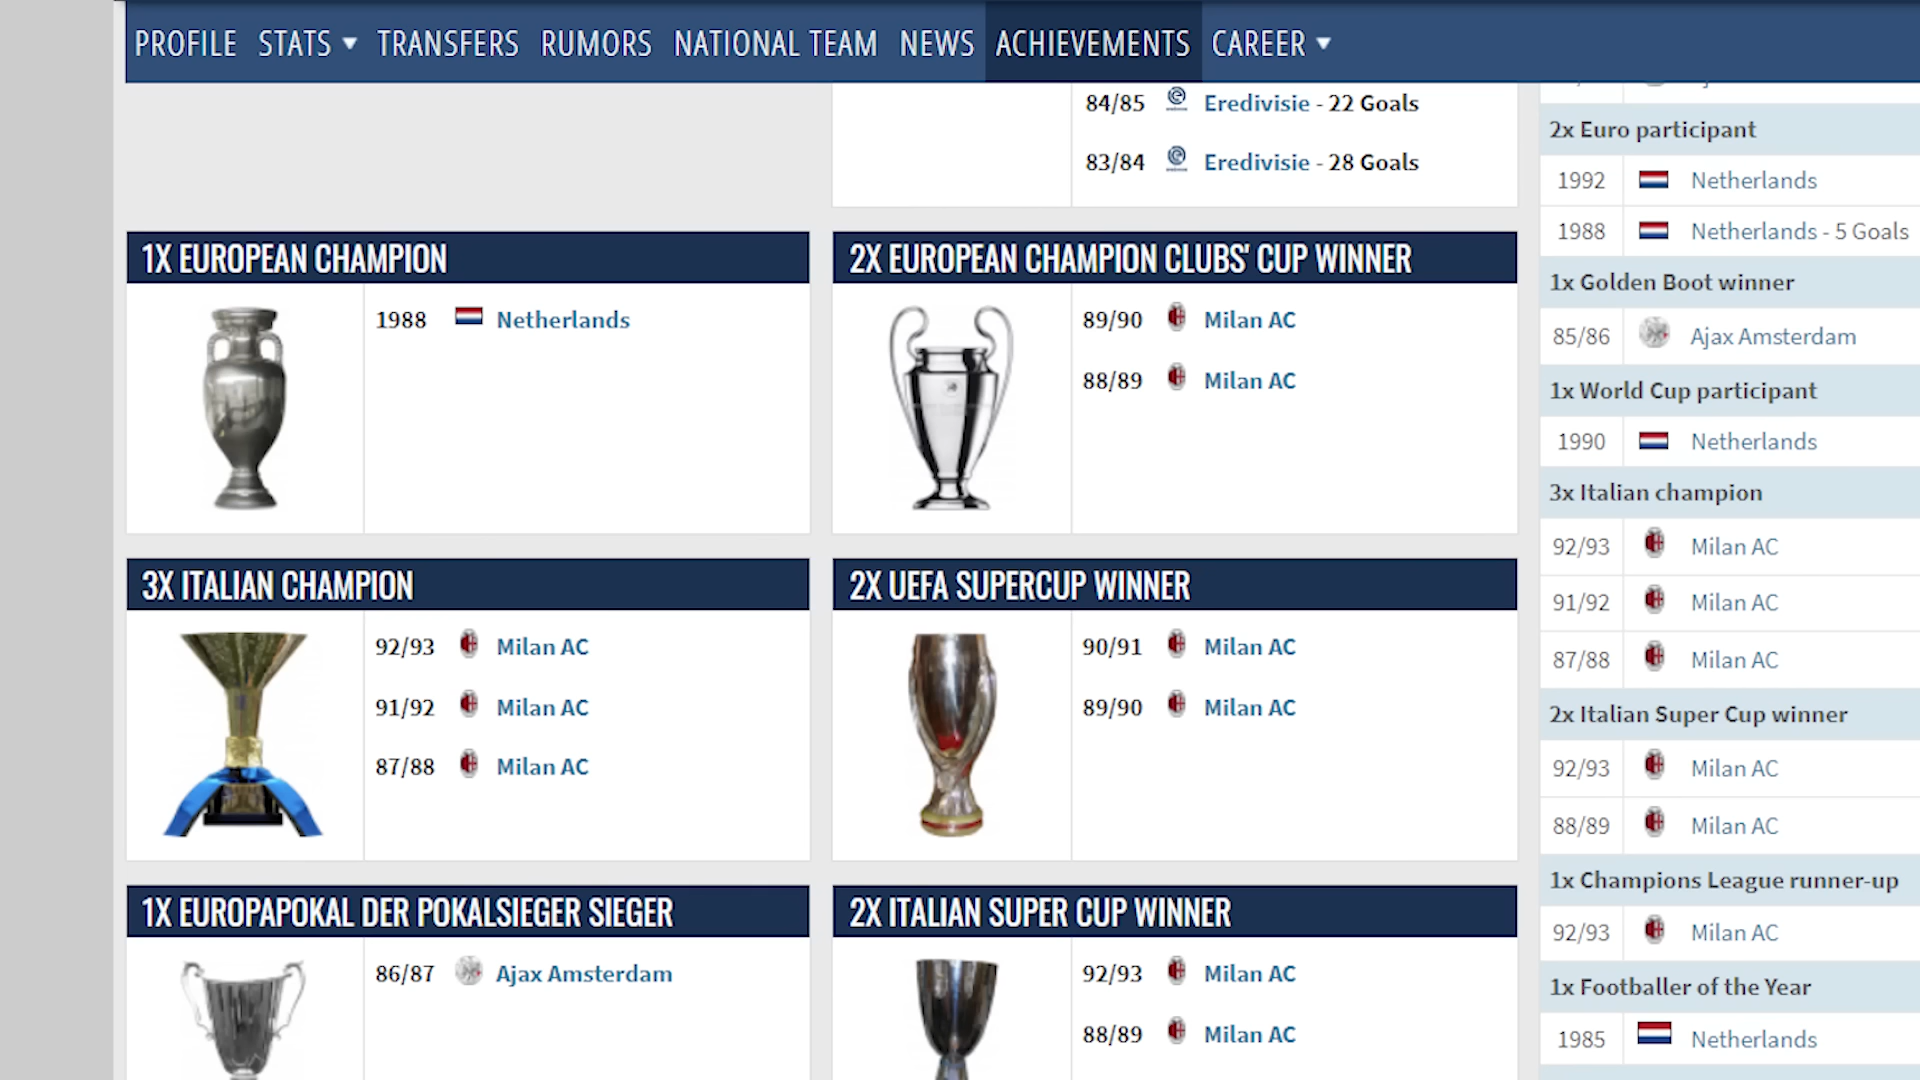 PROFILE STATS TRANSFERS RUMORS NATIONAL TEAM NEWS ACHIEVEMENTS CAREER
84/85 Eredivisie - 22 Goals
83/84 Eredivisie - 28 Goals
1X EUROPEAN CHAMPION
1988 Netherlands
2X EUROPEAN CHAMPION CLUBS' CUP WINNER
89/90 Milan AC
88/89 Milan AC
3X ITALIAN CHAMPION
92/93 Milan AC
91/92 Milan AC
87/88 Milan AC
2X UEFA SUPERCUP WINNER
90/91 Milan AC
89/90 Milan AC
1X EUROPAPOKAL DER POKALSIEGER SIEGER
86/87 Ajax Amsterdam
2X ITALIAN SUPER CUP WINNER
92/93 Milan AC
88/89 Milan AC
2x Euro participant
1992 Netherlands
1988 Netherlands - 5 Goals
1x Golden Boot winner
85/86 Ajax Amsterdam
1x World Cup participant
1990 Netherlands
3x Italian champion
92/93 Milan AC
91/92 Milan AC
87/88 Milan AC
2x Italian Super Cup winner
92/93 Milan AC
88/89 Milan AC
1x Champions League runner-up
92/93 Milan AC
1x Footballer of the Year
1985 Netherlands